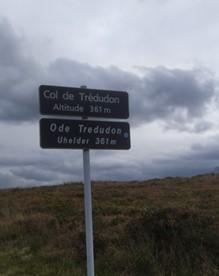 Col de Trédudon
Altitude 361 m
Ode Tredudon
Uhelder 361 m